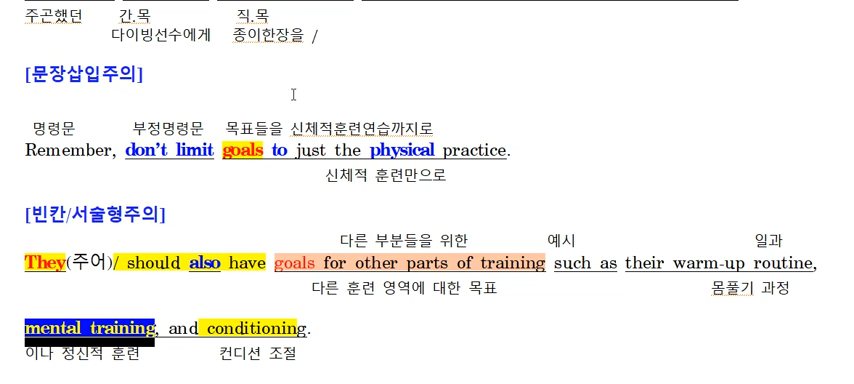 주곤했던 간.목 직.목
다이빙선수에게 종이한장을 /
[문장삽입주의]
명령문 부정명령문 목표들을 신체적훈련연습까지로
Remember, don't limit goals to just the physical practice.
신체적 훈련만으로
[빈칸/서술형주의]
다른 부분들을 위한 예시 일과
They(주어)/ should also have goals for other parts of training such as their warm-up routine,
다른 훈련 영역에 대한 목표 몸풀기 과정
mental training, and conditioning.
이나 정신적 훈련 컨디션 조절